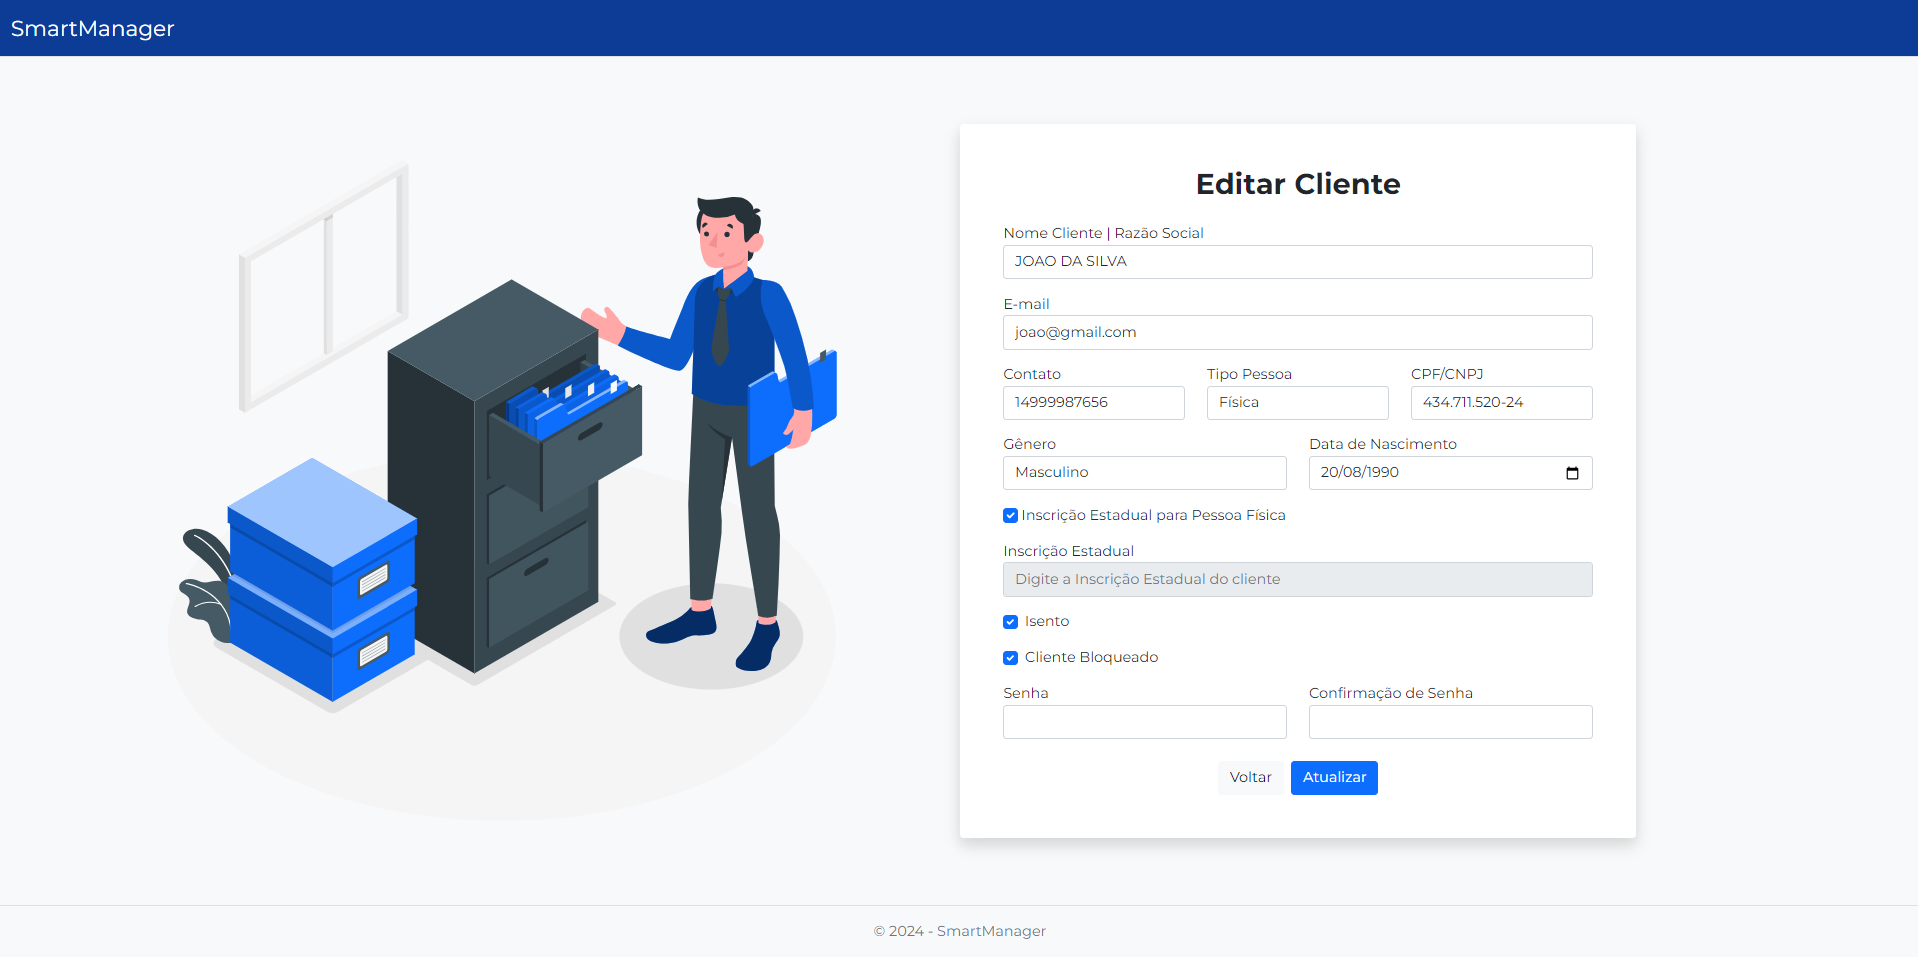 SmartManager
Editar Cliente
Nome Cliente | Razão Social
JOAO DA SILVA
E-mail
joao@gmail.com
Contato Tipo Pessoa CPF/CNPJ
14999987656 Física 434.711.520-24
Gênero Data de Nascimento
Masculino 20/08/1990
Inscrição Estadual para Pessoa Física
Inscrição Estadual
Digite a Inscrição Estadual do cliente
Isento
Cliente Bloqueado
Senha Confirmação de Senha
Voltar Atualizar
© 2024 - SmartManager